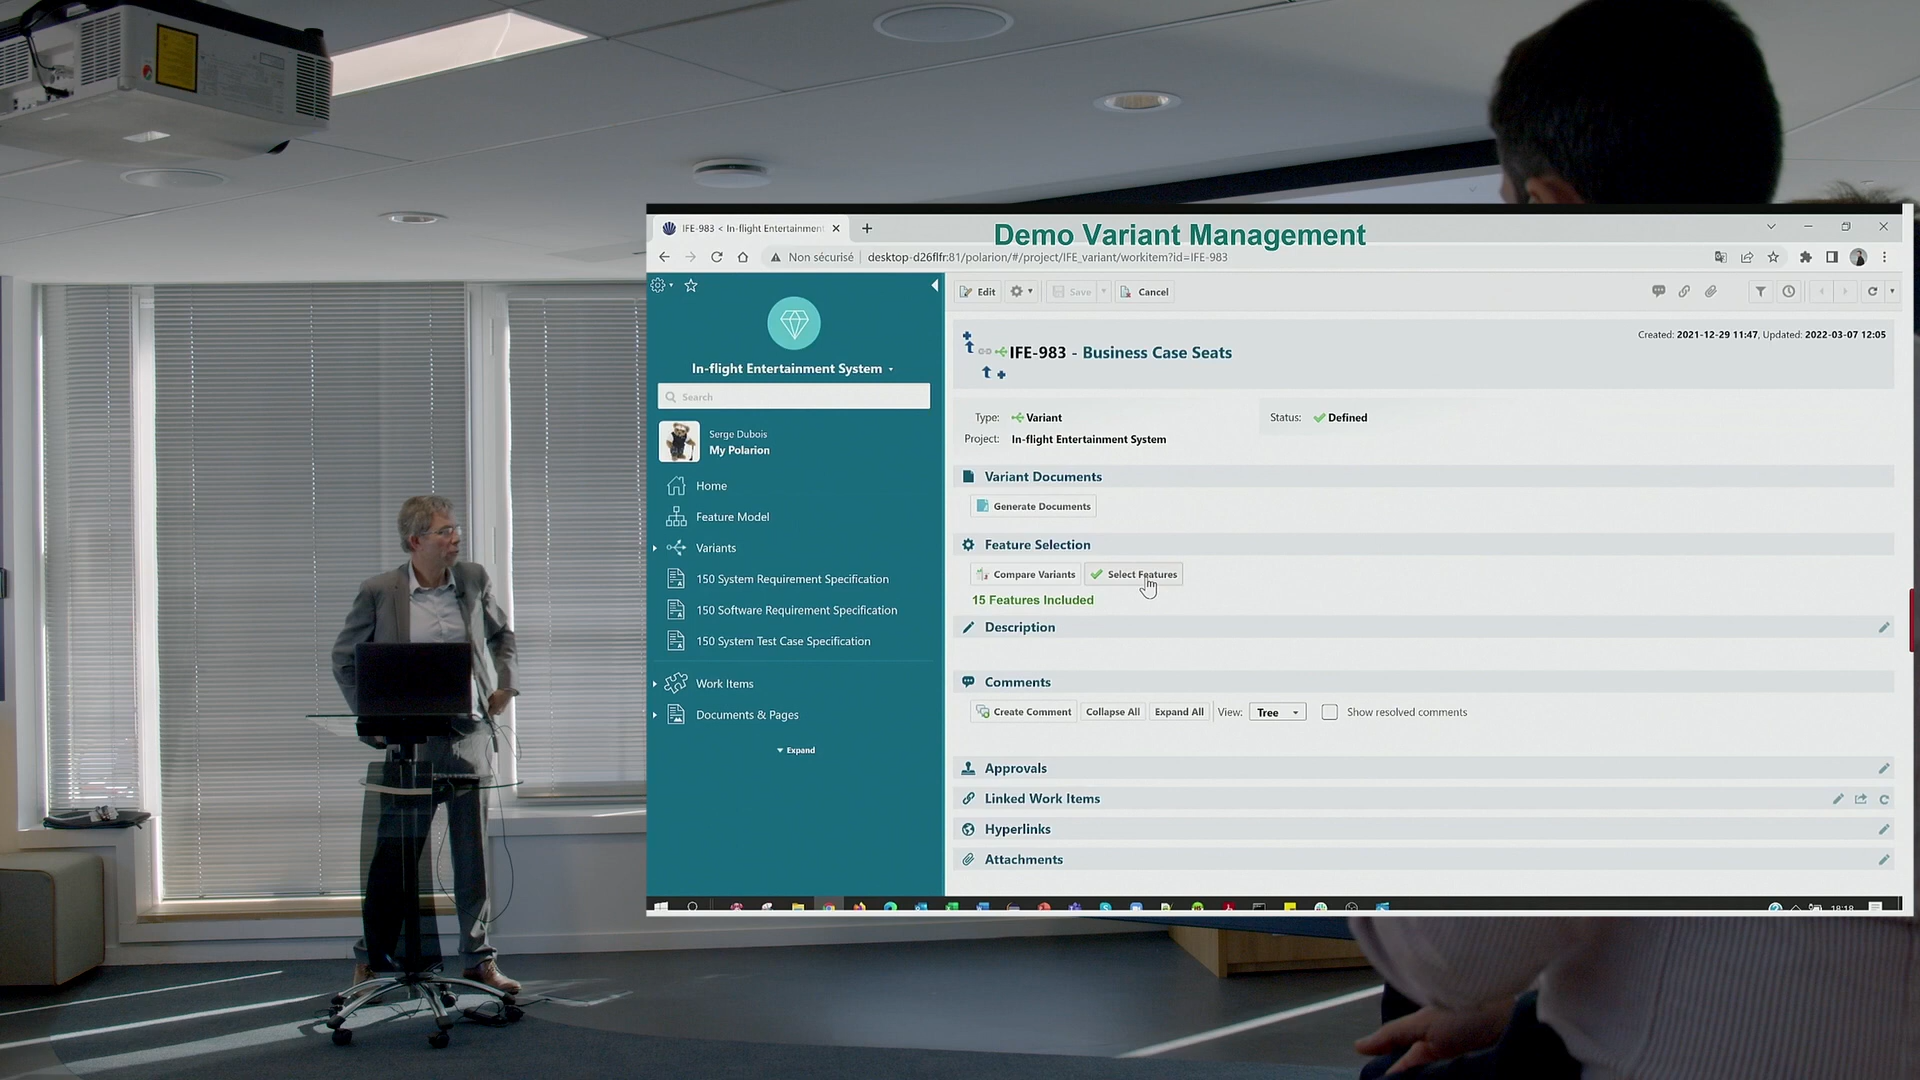 IFE-983 < In-flight Entertainment
Demo Variant Management
Non sécurisé
desktop-d26flfr:81/polarion/#/project/IFE_variant/workitem?id=IFE-983
Edit
Save
Cancel
In-flight Entertainment System
Search
Serge Dubois
My Polarion
Home
Feature Model
Variants
150 System Requirement Specification
150 Software Requirement Specification
150 System Test Case Specification
Work Items
Documents & Pages
Expand
Created: 2021-12-29 11:47, Updated: 2022-03-07 12:05
IFE-983 - Business Case Seats
Type: Variant
Status: Defined
Project: In-flight Entertainment System
Variant Documents
Generate Documents
Feature Selection
Compare Variants
Select Features
15 Features Included
Description
Comments
Create Comment
Collapse All
Expand All
View: Tree
Show resolved comments
Approvals
Linked Work Items
Hyperlinks
Attachments
18:18